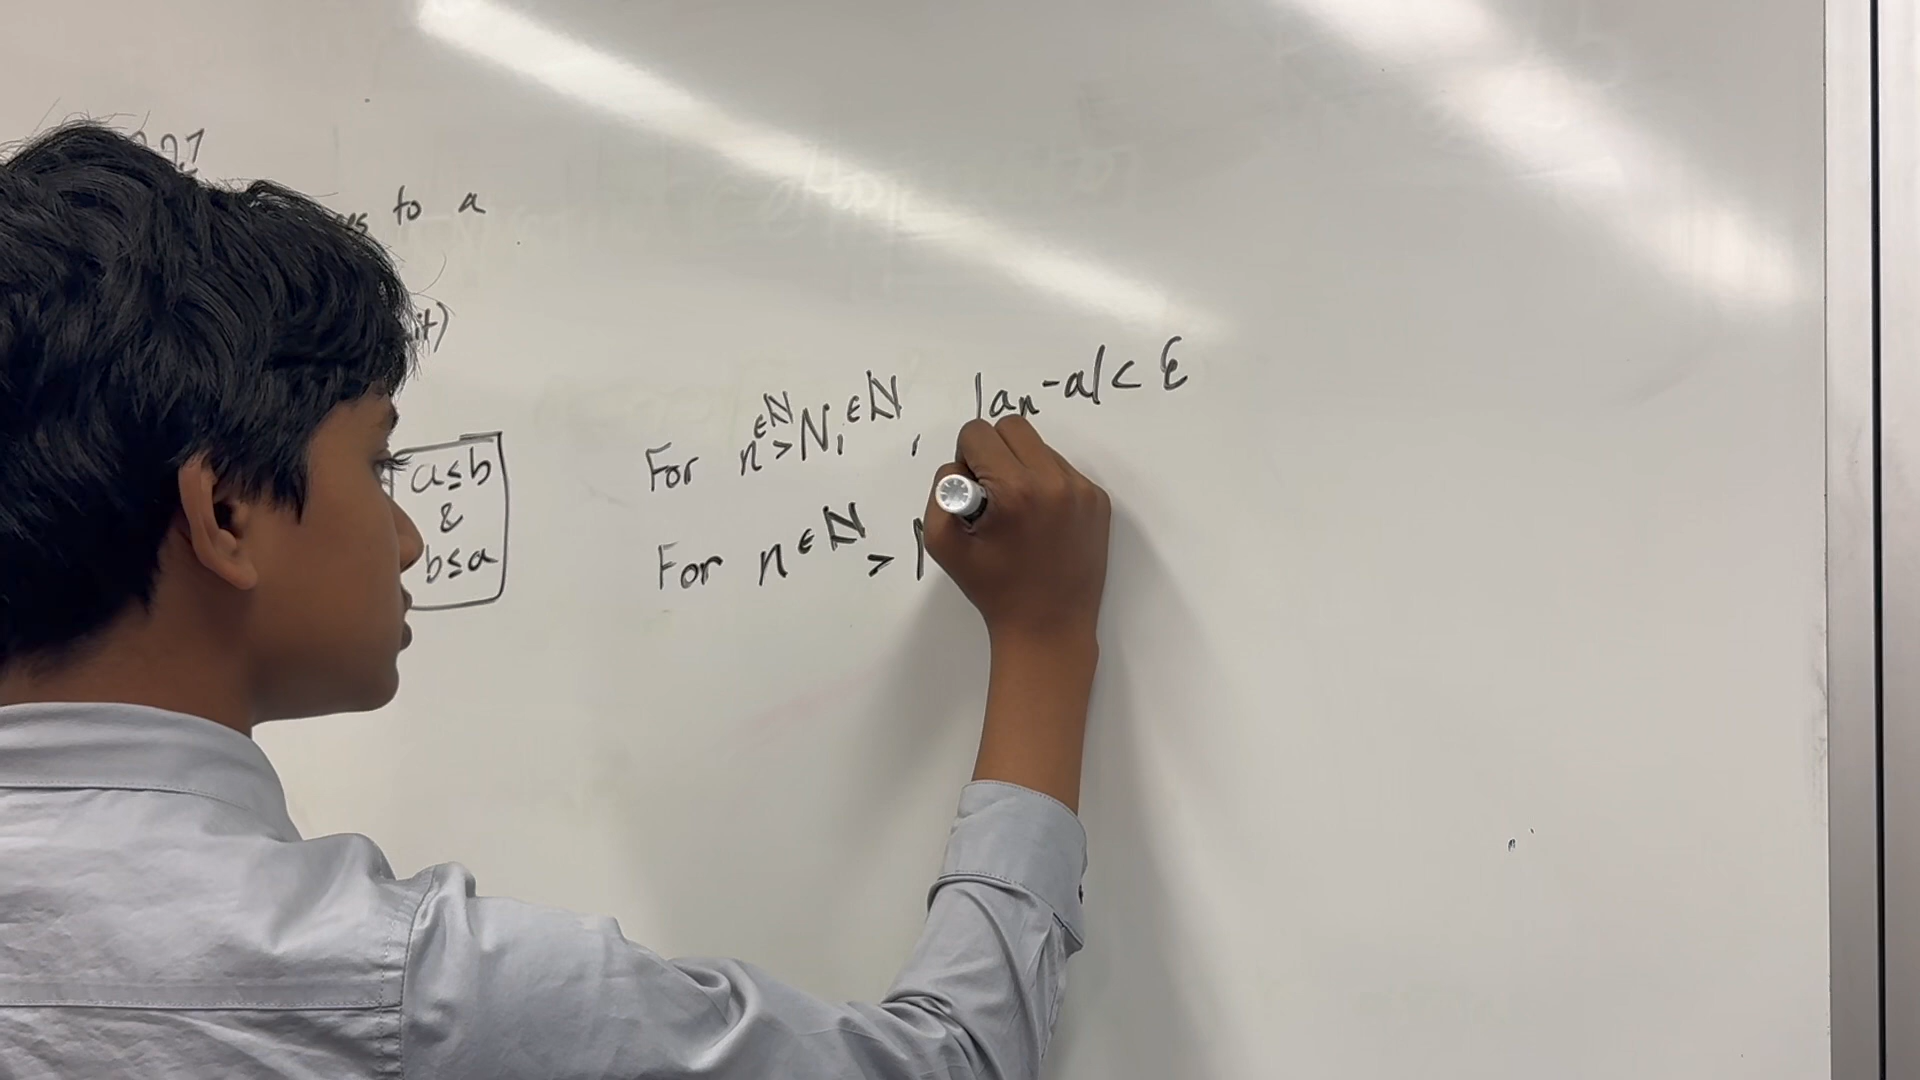 to a
a≤b
&
b≤a
For n^{∈ℕ} > N₁^{∈ℕ}, |aₙ - a| < ε
For n^{∈ℕ} >